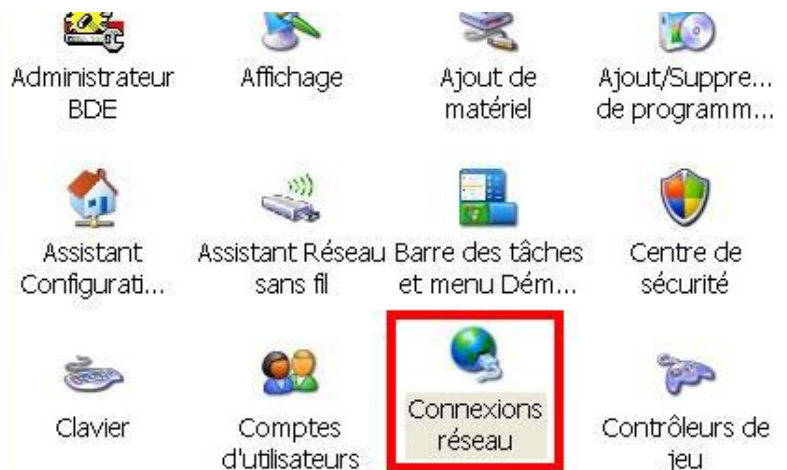 Administrateur
BDE
Affichage
Ajout de
matériel
Ajout/Suppre...
de programm...
Assistant
Configurati...
Assistant Réseau
sans fil
Barre des tâches
et menu Dém...
Centre de
sécurité
Clavier
Comptes
d'utilisateurs
Connexions
réseau
Contrôleurs de
jeu